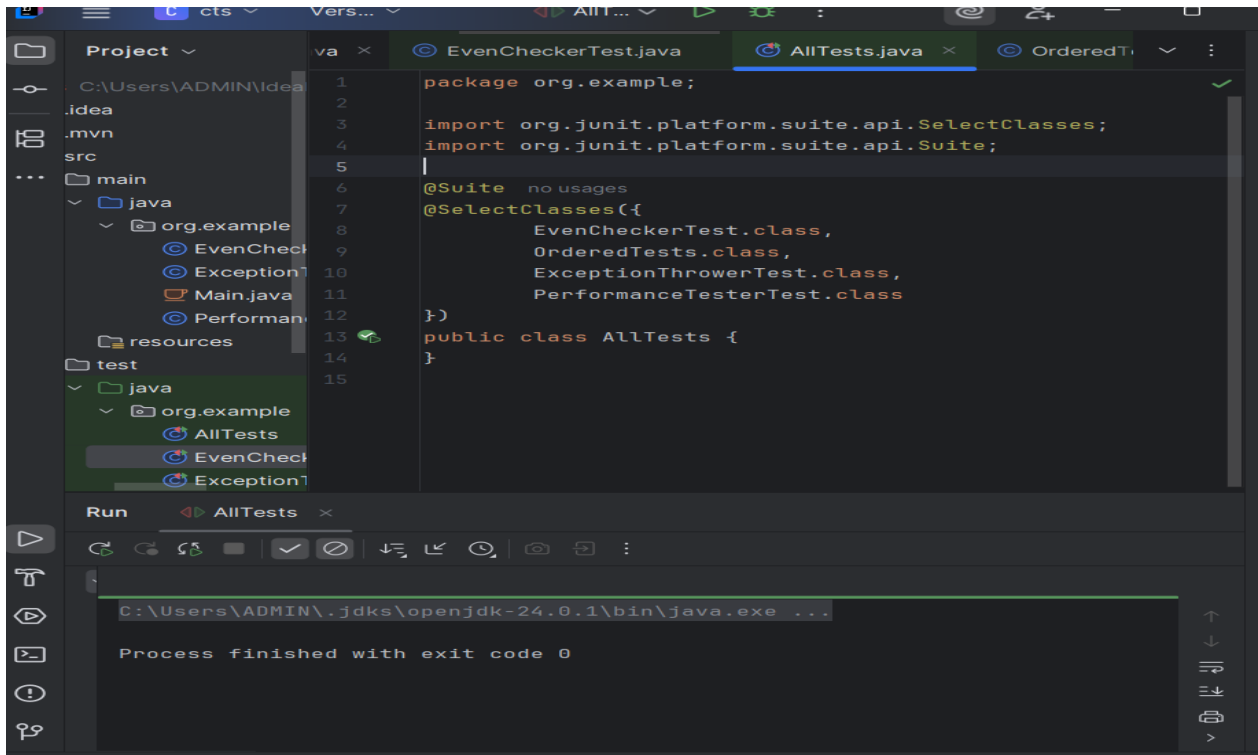 C cts Vers... AllT...
Project
va EvenCheckerTest.java AllTests.java OrderedT
C:\Users\ADMIN\Idea
.idea
.mvn
src
main
java
org.example
EvenCheck
ExceptionT
Main.java
Performan
resources
test
java
org.example
AllTests
EvenCheck
ExceptionT
1 package org.example;
2
3 import org.junit.platform.suite.api.SelectClasses;
4 import org.junit.platform.suite.api.Suite;
5
6 @Suite no usages
7 @SelectClasses({
8 EvenCheckerTest.class,
9 OrderedTests.class,
10 ExceptionThrowerTest.class,
11 PerformanceTesterTest.class
12 })
13 public class AllTests {
14 }
15
Run AllTests
C:\Users\ADMIN\.jdks\openjdk-24.0.1\bin\java.exe ...
Process finished with exit code 0